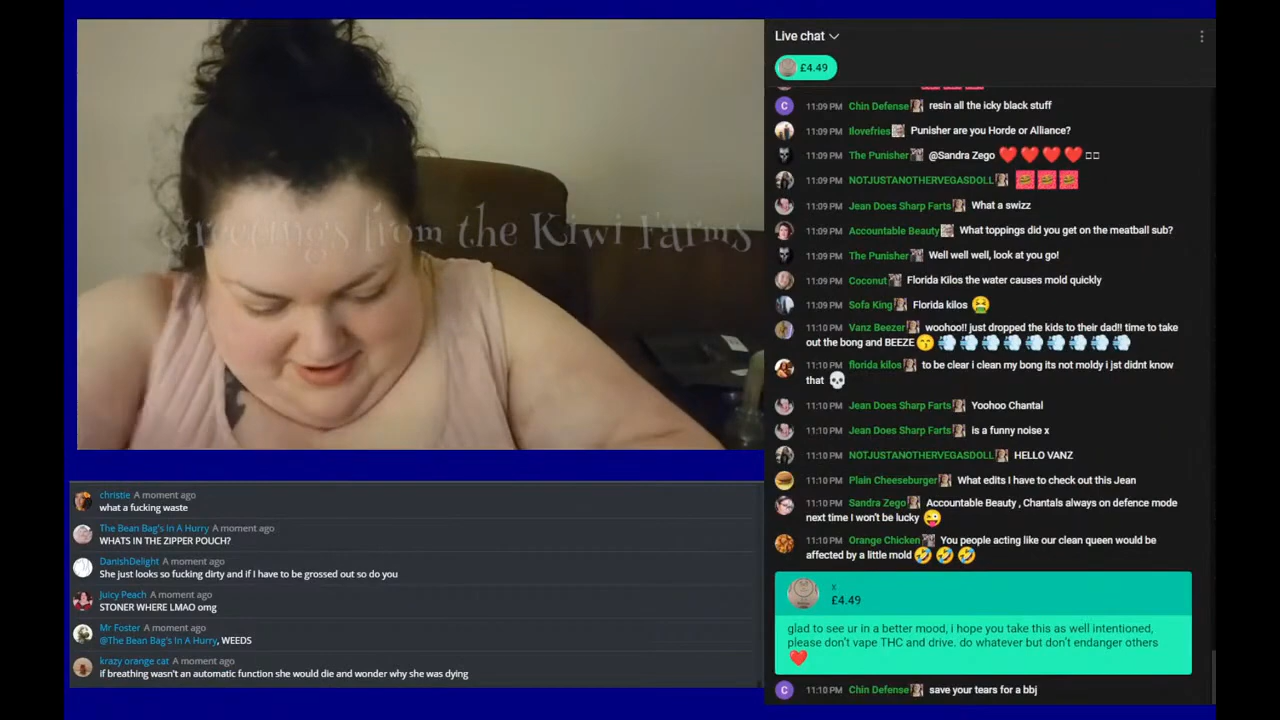 Greetings from the Kiwi Farms
christie A moment ago
what a fucking waste
The Bean Bag's In A Hurry A moment ago
WHATS IN THE ZIPPER POUCH?
DanishDelight A moment ago
She just looks so fucking dirty and if I have to be grossed out so do you
Juicy Peach A moment ago
STONER WHERE LMAO omg
Mr Foster A moment ago
@The Bean Bag's In A Hurry, WEEDS
krazy orange cat A moment ago
if breathing wasn't an automatic function she would die and wonder why she was dying
Live chat
£4.49
C 11:09 PM Chin Defense resin all the icky black stuff
11:09 PM Ilovefries Punisher are you Horde or Alliance?
11:09 PM The Punisher @Sandra Zego ❤️❤️❤️❤️□□
11:09 PM NOTJUSTANOTHERVEGASDOLL
11:09 PM Jean Does Sharp Farts What a swizz
11:09 PM Accountable Beauty What toppings did you get on the meatball sub?
11:09 PM The Punisher Well well well, look at you go!
11:09 PM Coconut Florida Kilos the water causes mold quickly
11:09 PM Sofa King Florida kilos 🤮
11:10 PM Vanz Beezer woohoo!! just dropped the kids to their dad!! time to take
out the bong and BEEZE 😙💨💨💨💨💨💨💨💨💨
11:10 PM florida kilos to be clear i clean my bong its not moldy i jst didnt know
that 💀
11:10 PM Jean Does Sharp Farts Yoohoo Chantal
11:10 PM Jean Does Sharp Farts is a funny noise x
11:10 PM NOTJUSTANOTHERVEGASDOLL HELLO VANZ
11:10 PM Plain Cheeseburger What edits I have to check out this Jean
11:10 PM Sandra Zego Accountable Beauty , Chantals always on defence mode
next time I won't be lucky 😜
11:10 PM Orange Chicken You people acting like our clean queen would be
affected by a little mold 🤣🤣🤣
x
£4.49
glad to see ur in a better mood, i hope you take this as well intentioned,
please don't vape THC and drive. do whatever but don't endanger others
❤️
C 11:10 PM Chin Defense save your tears for a bbj